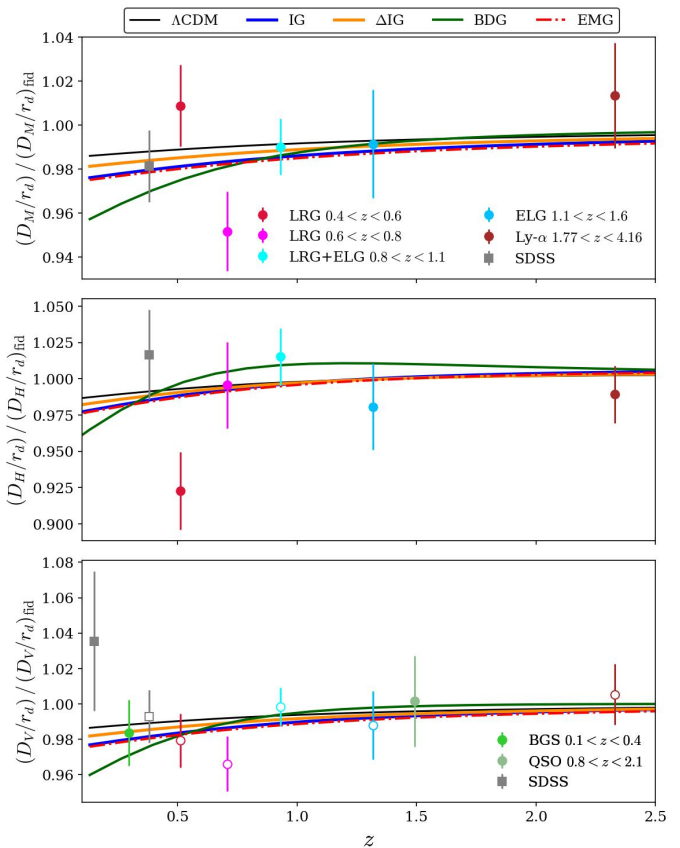 ΛCDM IG ΔIG BDG EMG
(D_M/r_d) / (D_M/r_d)_fid
1.04
1.02
1.00
0.98
0.96
0.94
LRG 0.4 < z < 0.6
LRG 0.6 < z < 0.8
LRG+ELG 0.8 < z < 1.1
ELG 1.1 < z < 1.6
Ly-α 1.77 < z < 4.16
SDSS
(D_H/r_d) / (D_H/r_d)_fid
1.050
1.025
1.000
0.975
0.950
0.925
0.900
(D_V/r_d) / (D_V/r_d)_fid
1.08
1.06
1.04
1.02
1.00
0.98
0.96
BGS 0.1 < z < 0.4
QSO 0.8 < z < 2.1
SDSS
0.5 1.0 1.5 2.0 2.5
z